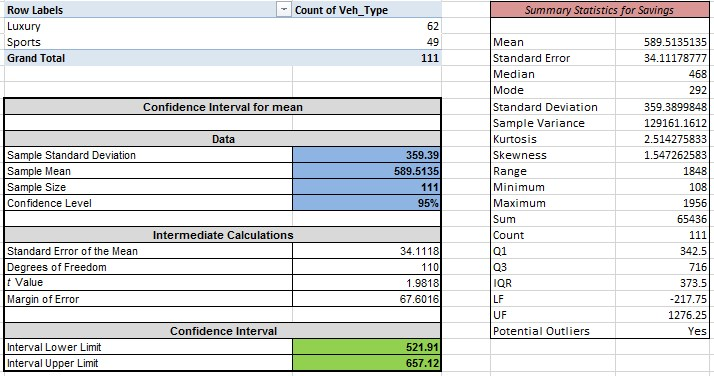 Row Labels Count of Veh_Type
Luxury 62
Sports 49
Grand Total 111
Confidence Interval for mean
Data
Sample Standard Deviation 359.39
Sample Mean 589.5135
Sample Size 111
Confidence Level 95%
Intermediate Calculations
Standard Error of the Mean 34.1118
Degrees of Freedom 110
t Value 1.9818
Margin of Error 67.6016
Confidence Interval
Interval Lower Limit 521.91
Interval Upper Limit 657.12
Summary Statistics for Savings
Mean 589.5135135
Standard Error 34.11178777
Median 468
Mode 292
Standard Deviation 359.3899848
Sample Variance 129161.1612
Kurtosis 2.514275833
Skewness 1.547262583
Range 1848
Minimum 108
Maximum 1956
Sum 65436
Count 111
Q1 342.5
Q3 716
IQR 373.5
LF -217.75
UF 1276.25
Potential Outliers Yes